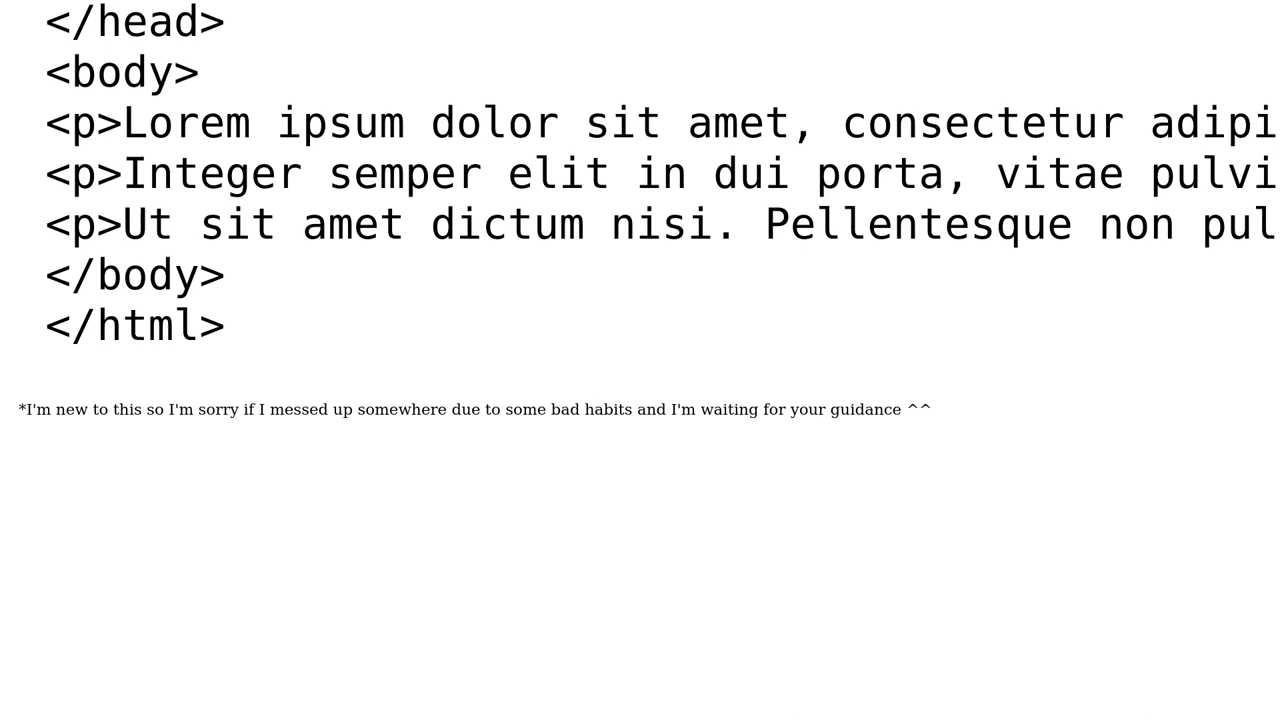 </head>
<body>
<p>Lorem ipsum dolor sit amet, consectetur adipi
<p>Integer semper elit in dui porta, vitae pulvi
<p>Ut sit amet dictum nisi. Pellentesque non pul
</body>
</html>
*I'm new to this so I'm sorry if I messed up somewhere due to some bad habits and I'm waiting for your guidance ^^